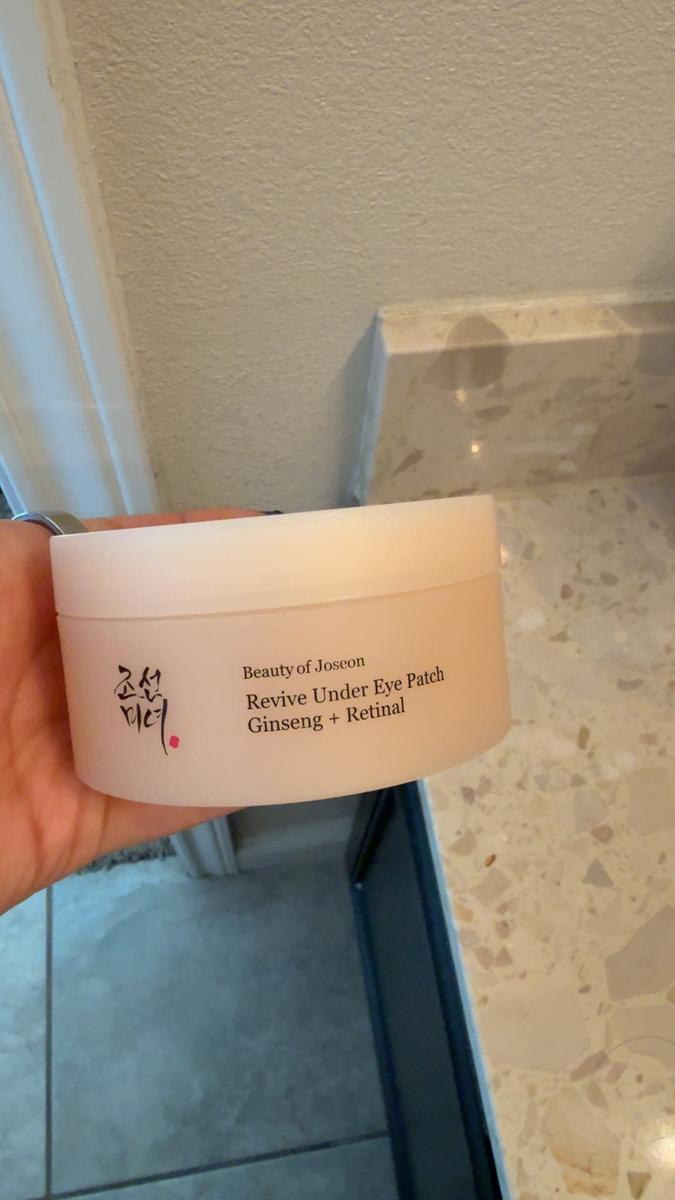 조선
미녀
Beauty of Joseon
Revive Under Eye Patch
Ginseng + Retinal